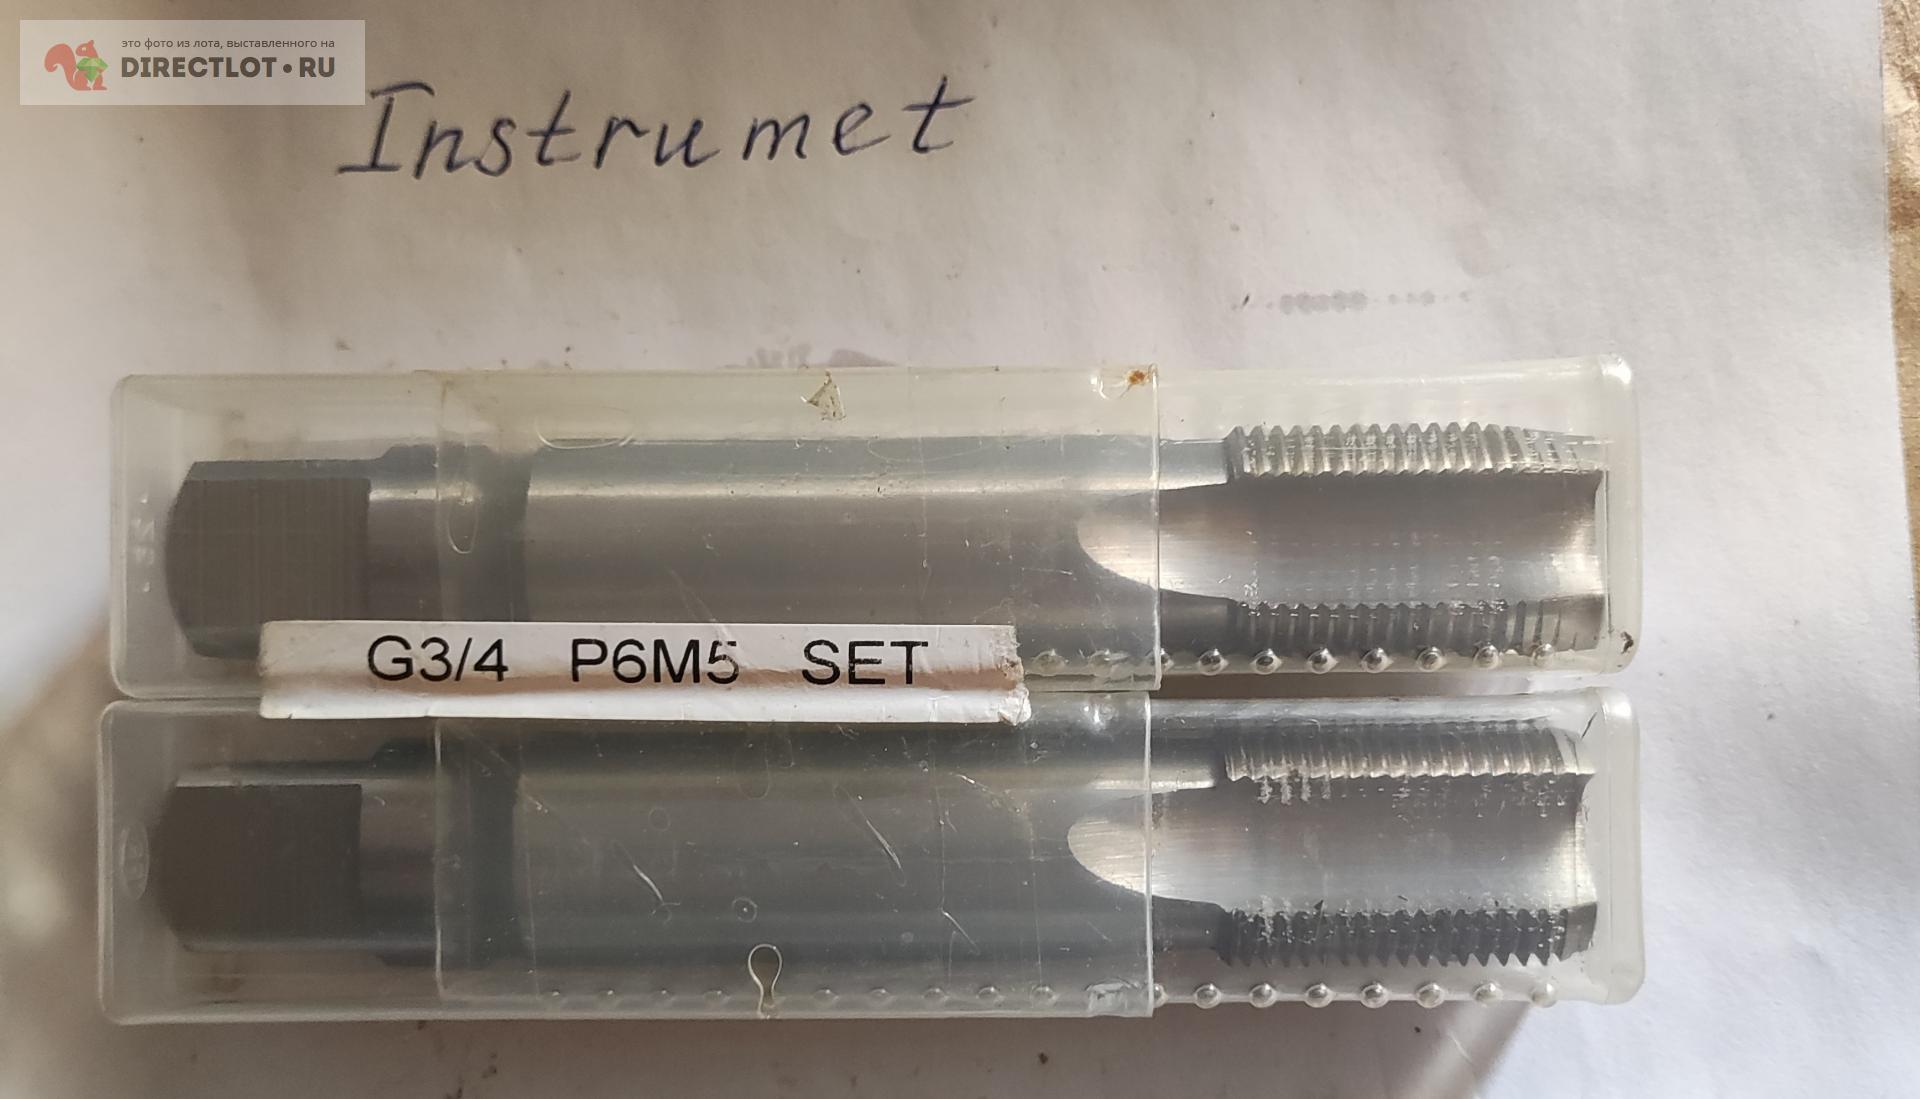 это фото из лота, выставленного на
DIRECTLOT•RU
Instrumet
G3/4 P6M5 SET